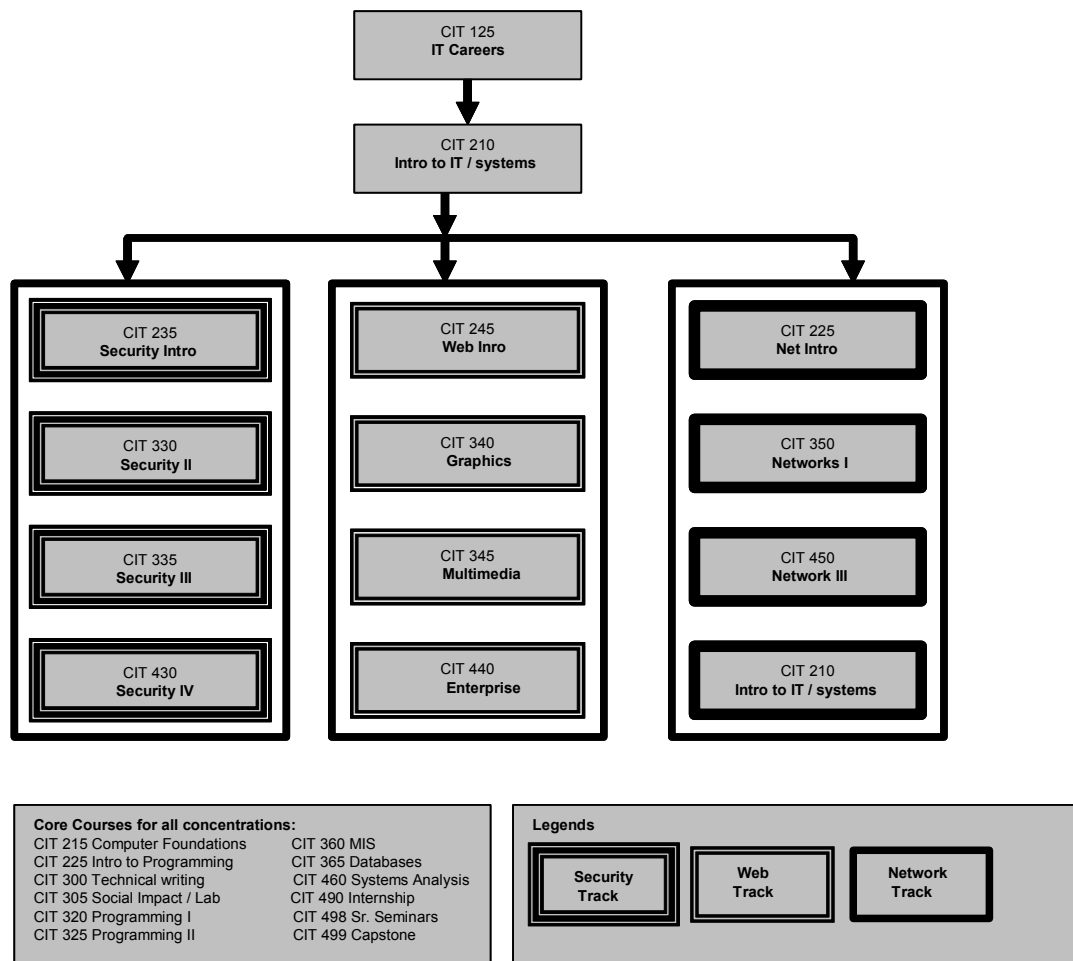 CIT 125
IT Careers
CIT 210
Intro to IT / systems
CIT 235
Security Intro
CIT 330
Security II
CIT 335
Security III
CIT 430
Security IV
CIT 245
Web Inro
CIT 340
Graphics
CIT 345
Multimedia
CIT 440
Enterprise
CIT 225
Net Intro
CIT 350
Networks I
CIT 450
Network III
CIT 210
Intro to IT / systems
Core Courses for all concentrations:
CIT 215 Computer Foundations
CIT 225 Intro to Programming
CIT 300 Technical writing
CIT 305 Social Impact / Lab
CIT 320 Programming I
CIT 325 Programming II
CIT 360 MIS
CIT 365 Databases
CIT 460 Systems Analysis
CIT 490 Internship
CIT 498 Sr. Seminars
CIT 499 Capstone
Legends
Security
Track
Web
Track
Network
Track